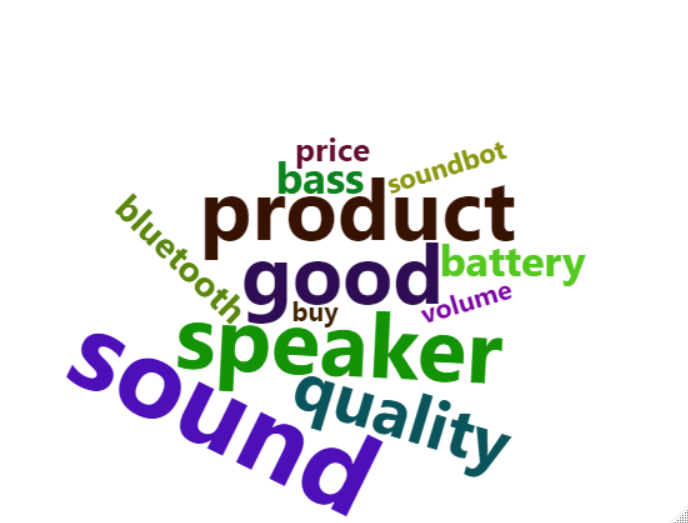 price
soundbot
bass
product
bluetooth
battery
good
volume
buy
speaker
sound
quality